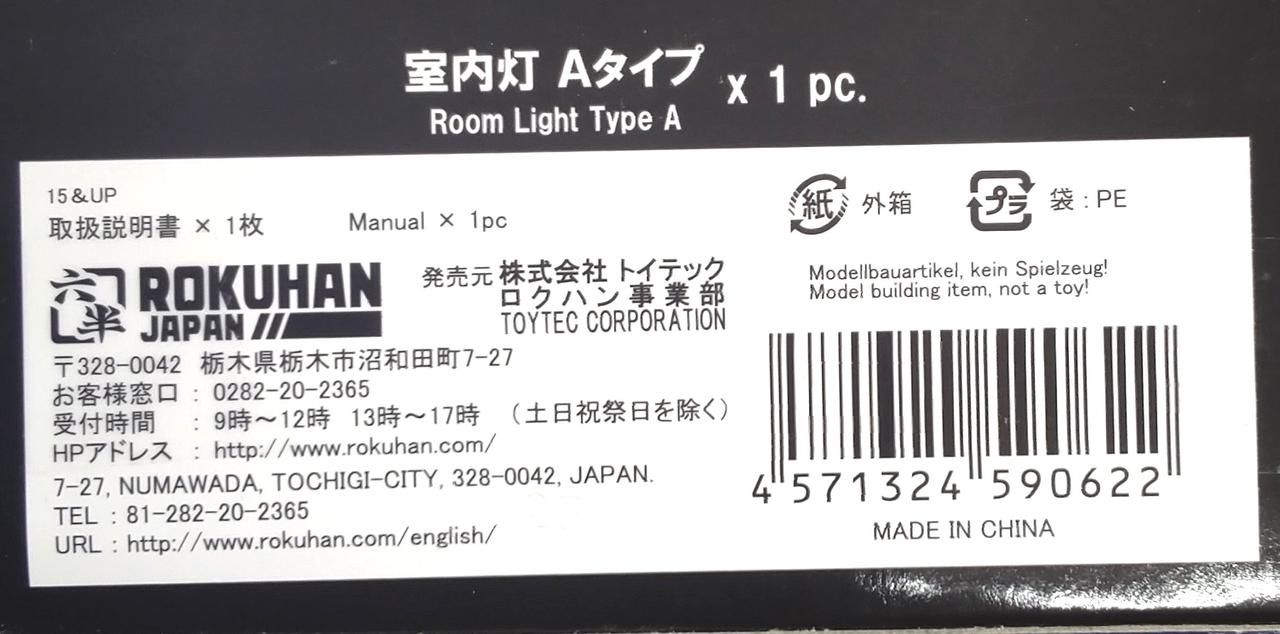 室内灯 Aタイプ x 1 pc.
Room Light Type A
15&UP
取扱説明書 × 1枚 Manual × 1pc
紙 外箱 プラ 袋 : PE
六半 ROKUHAN
JAPAN
発売元 株式会社 トイテック
ロクハン事業部
TOYTEC CORPORATION
Modellbauartikel, kein Spielzeug!
Model building item, not a toy!
〒328-0042 栃木県栃木市沼和田町7-27
お客様窓口 : 0282-20-2365
受付時間 : 9時～12時 13時～17時 （土日祝祭日を除く）
HPアドレス : http://www.rokuhan.com/
7-27, NUMAWADA, TOCHIGI-CITY, 328-0042, JAPAN.
TEL : 81-282-20-2365
URL : http://www.rokuhan.com/english/
4 571324 590622
MADE IN CHINA